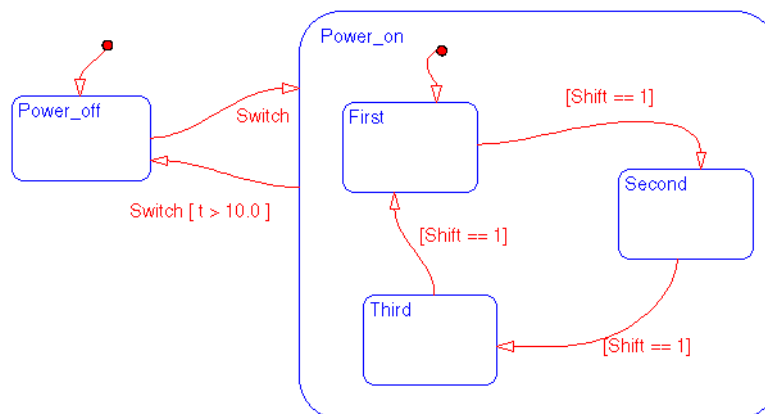 Power_on
Power_off
Switch
Switch [ t > 10.0 ]
First
[Shift == 1]
Second
[Shift == 1]
Third
[Shift == 1]